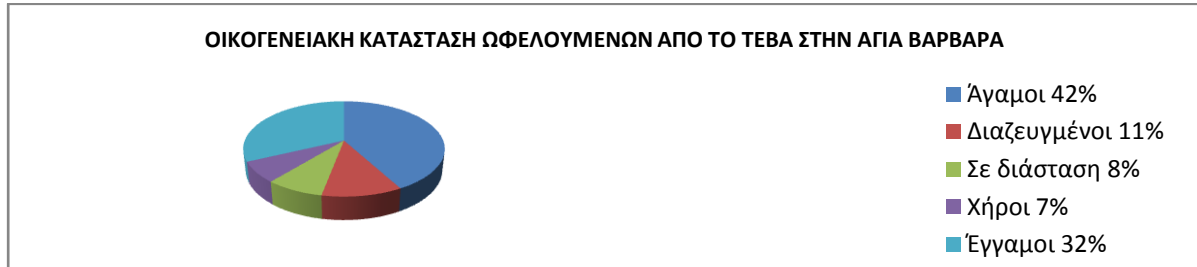 ΟΙΚΟΓΕΝΕΙΑΚΗ ΚΑΤΑΣΤΑΣΗ ΩΦΕΛΟΥΜΕΝΩΝ ΑΠΟ ΤΟ ΤΕΒΑ ΣΤΗΝ ΑΓΙΑ ΒΑΡΒΑΡΑ
Άγαμοι 42%
Διαζευγμένοι 11%
Σε διάσταση 8%
Χήροι 7%
Έγγαμοι 32%